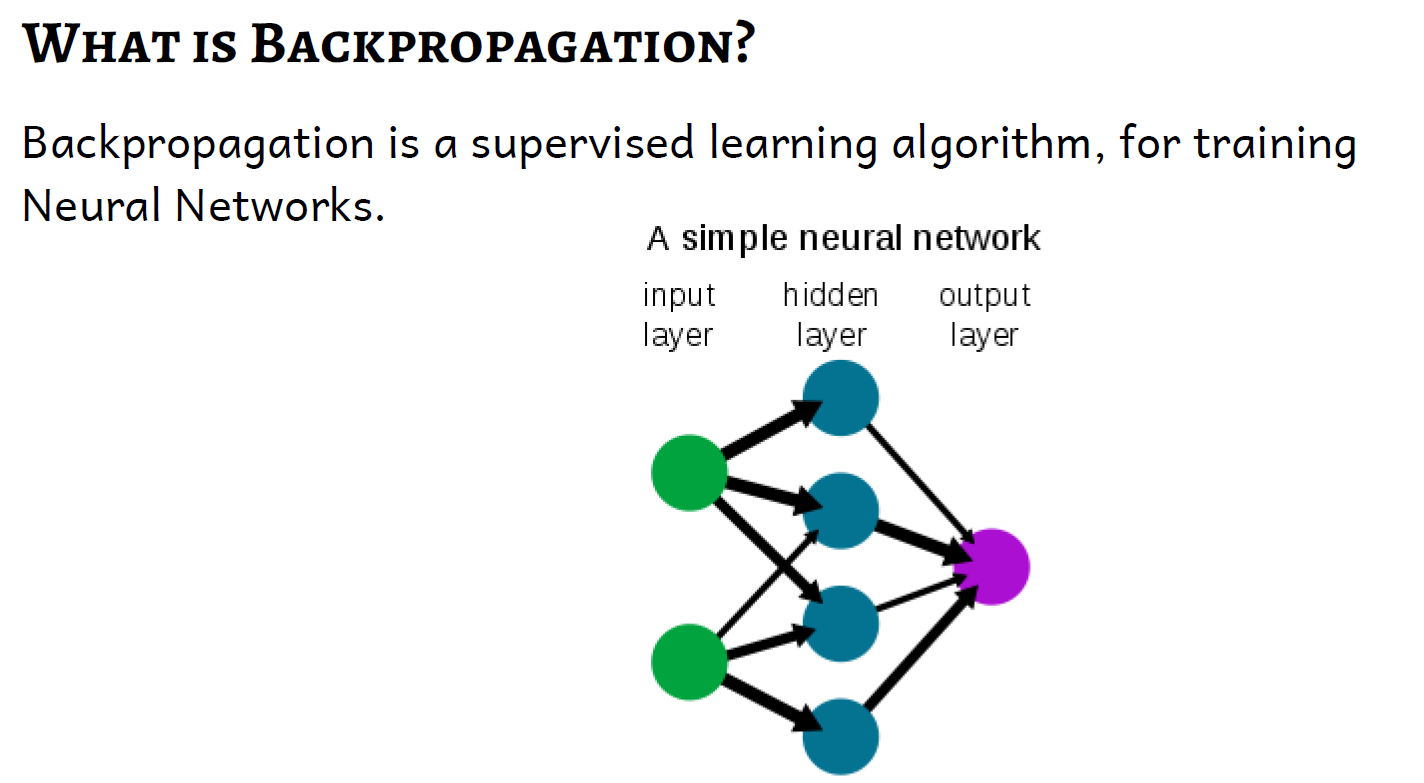 What is Backpropagation?
Backpropagation is a supervised learning algorithm, for training
Neural Networks.
A simple neural network
input hidden output
layer layer layer